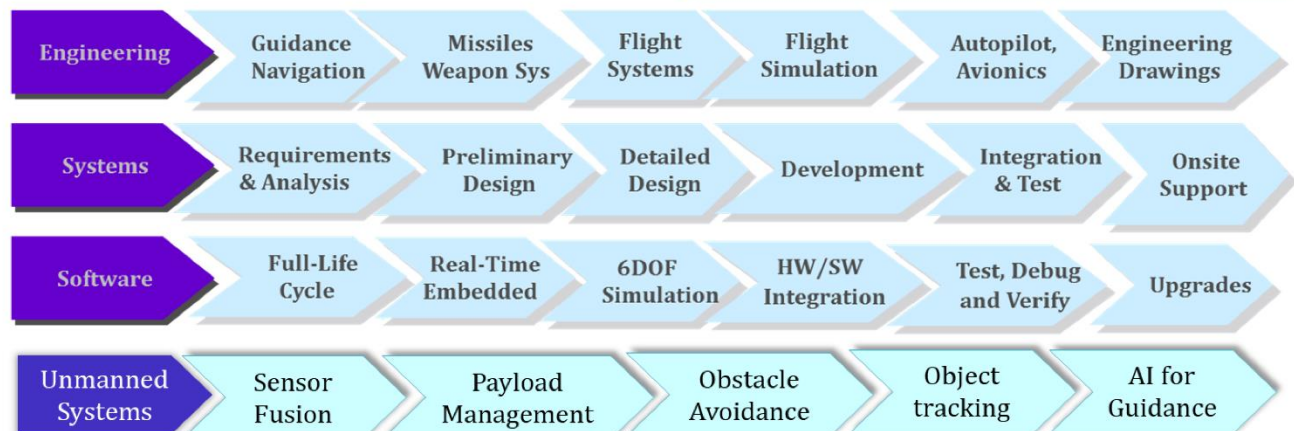 Engineering
Guidance
Navigation
Missiles
Weapon Sys
Flight
Systems
Flight
Simulation
Autopilot,
Avionics
Engineering
Drawings
Systems
Requirements
& Analysis
Preliminary
Design
Detailed
Design
Development
Integration
& Test
Onsite
Support
Software
Full-Life
Cycle
Real-Time
Embedded
6DOF
Simulation
HW/SW
Integration
Test, Debug
and Verify
Upgrades
Unmanned
Systems
Sensor
Fusion
Payload
Management
Obstacle
Avoidance
Object
tracking
AI for
Guidance